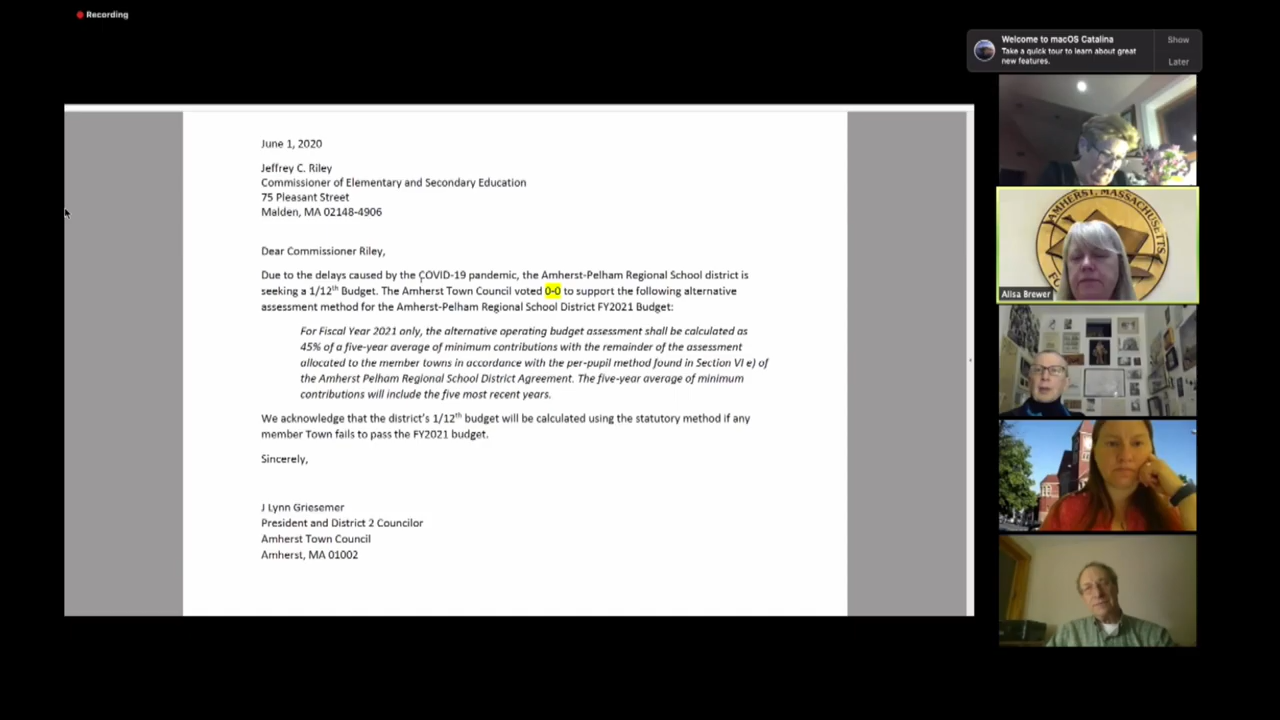 Recording
Welcome to macOS Catalina
Show
Take a quick tour to learn about great
new features.
Later
June 1, 2020
Jeffrey C. Riley
Commissioner of Elementary and Secondary Education
75 Pleasant Street
Malden, MA 02148-4906
Dear Commissioner Riley,
Due to the delays caused by the COVID-19 pandemic, the Amherst-Pelham Regional School district is
seeking a 1/12th Budget. The Amherst Town Council voted 0-0 to support the following alternative
assessment method for the Amherst-Pelham Regional School District FY2021 Budget:
For Fiscal Year 2021 only, the alternative operating budget assessment shall be calculated as
45% of a five-year average of minimum contributions with the remainder of the assessment
allocated to the member towns in accordance with the per-pupil method found in Section VI e) of
the Amherst Pelham Regional School District Agreement. The five-year average of minimum
contributions will include the five most recent years.
We acknowledge that the district's 1/12th budget will be calculated using the statutory method if any
member Town fails to pass the FY2021 budget.
Sincerely,
J Lynn Griesemer
President and District 2 Councilor
Amherst Town Council
Amherst, MA 01002
AMHERST, MASSACHUSETTS
Alisa Brewer